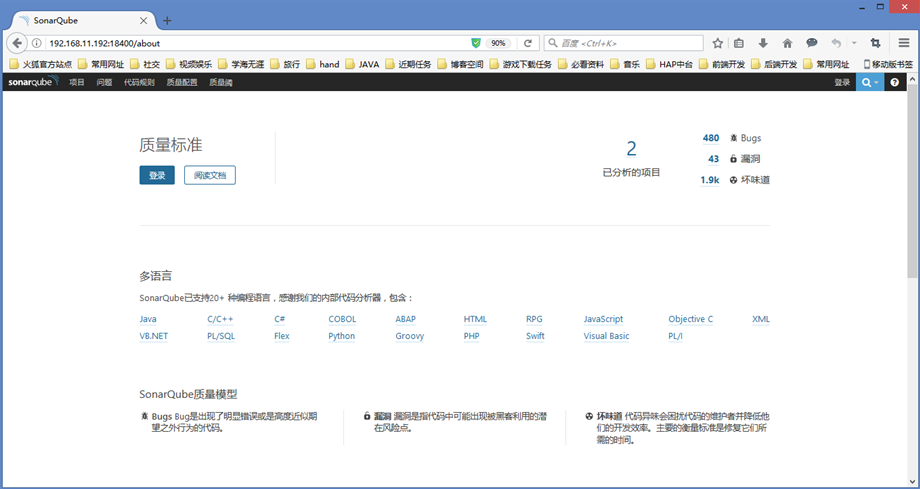 SonarQube
192.168.11.192:18400/about
90%
百度 <Ctrl+K>
火狐官方站点 常用网址 社交 视频娱乐 学海无涯 旅行 hand JAVA 近期任务 博客空间 游戏下载任务 必看资料 音乐 HAP中台 前端开发 后端开发 常用网址 移动版书签
sonarqube 项目 问题 代码规则 质量配置 质量阈 登录
质量标准
登录 阅读文档
2
已分析的项目
480 Bugs
43 漏洞
1.9k 坏味道
多语言
SonarQube已支持20+ 种编程语言，感谢我们的内部代码分析器，包含：
Java C/C++ C# COBOL ABAP HTML RPG JavaScript Objective C XML
VB.NET PL/SQL Flex Python Groovy PHP Swift Visual Basic PL/I
SonarQube质量模型
Bugs Bug是出现了明显错误或是高度近似期
望之外行为的代码。
漏洞 漏洞是指代码中可能出现被黑客利用的潜
在风险点。
坏味道 代码异味会困扰代码的维护者并降低他
们的开发效率。主要的衡量标准是修复它们所
需的时间。